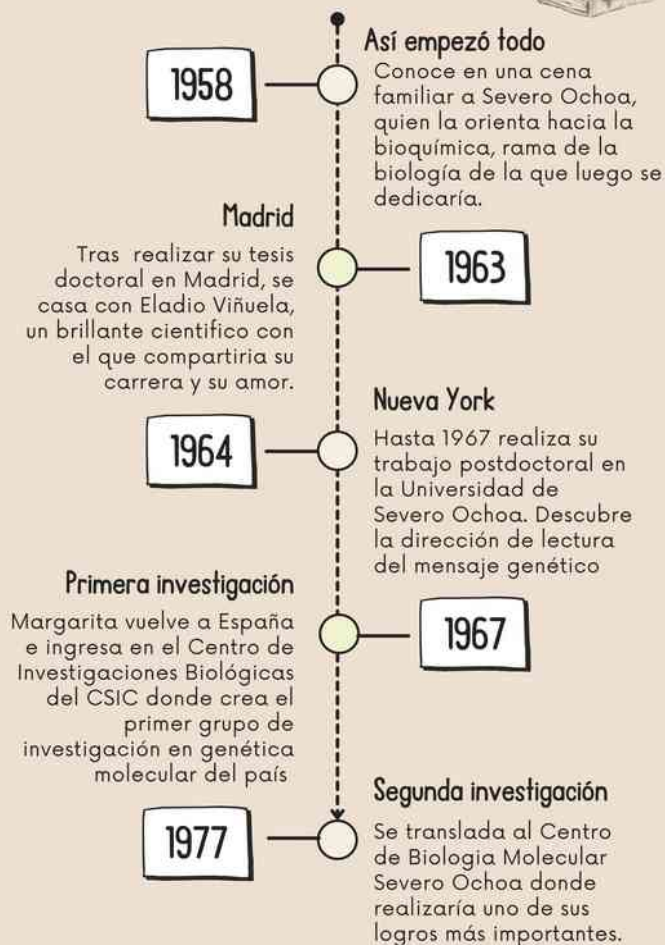 1958
Así empezó todo
Conoce en una cena
familiar a Severo Ochoa,
quien la orienta hacia la
bioquímica, rama de la
biología de la que luego se
dedicaría.
Madrid
Tras realizar su tesis
doctoral en Madrid, se
casa con Eladio Viñuela,
un brillante cientifico con
el que compartiria su
carrera y su amor.
1963
1964
Nueva York
Hasta 1967 realiza su
trabajo postdoctoral en
la Universidad de
Severo Ochoa. Descubre
la dirección de lectura
del mensaje genético
Primera investigación
Margarita vuelve a España
e ingresa en el Centro de
Investigaciones Biológicas
del CSIC donde crea el
primer grupo de
investigación en genética
molecular del país
1967
1977
Segunda investigación
Se translada al Centro
de Biologia Molecular
Severo Ochoa donde
realizaría uno de sus
logros más importantes.